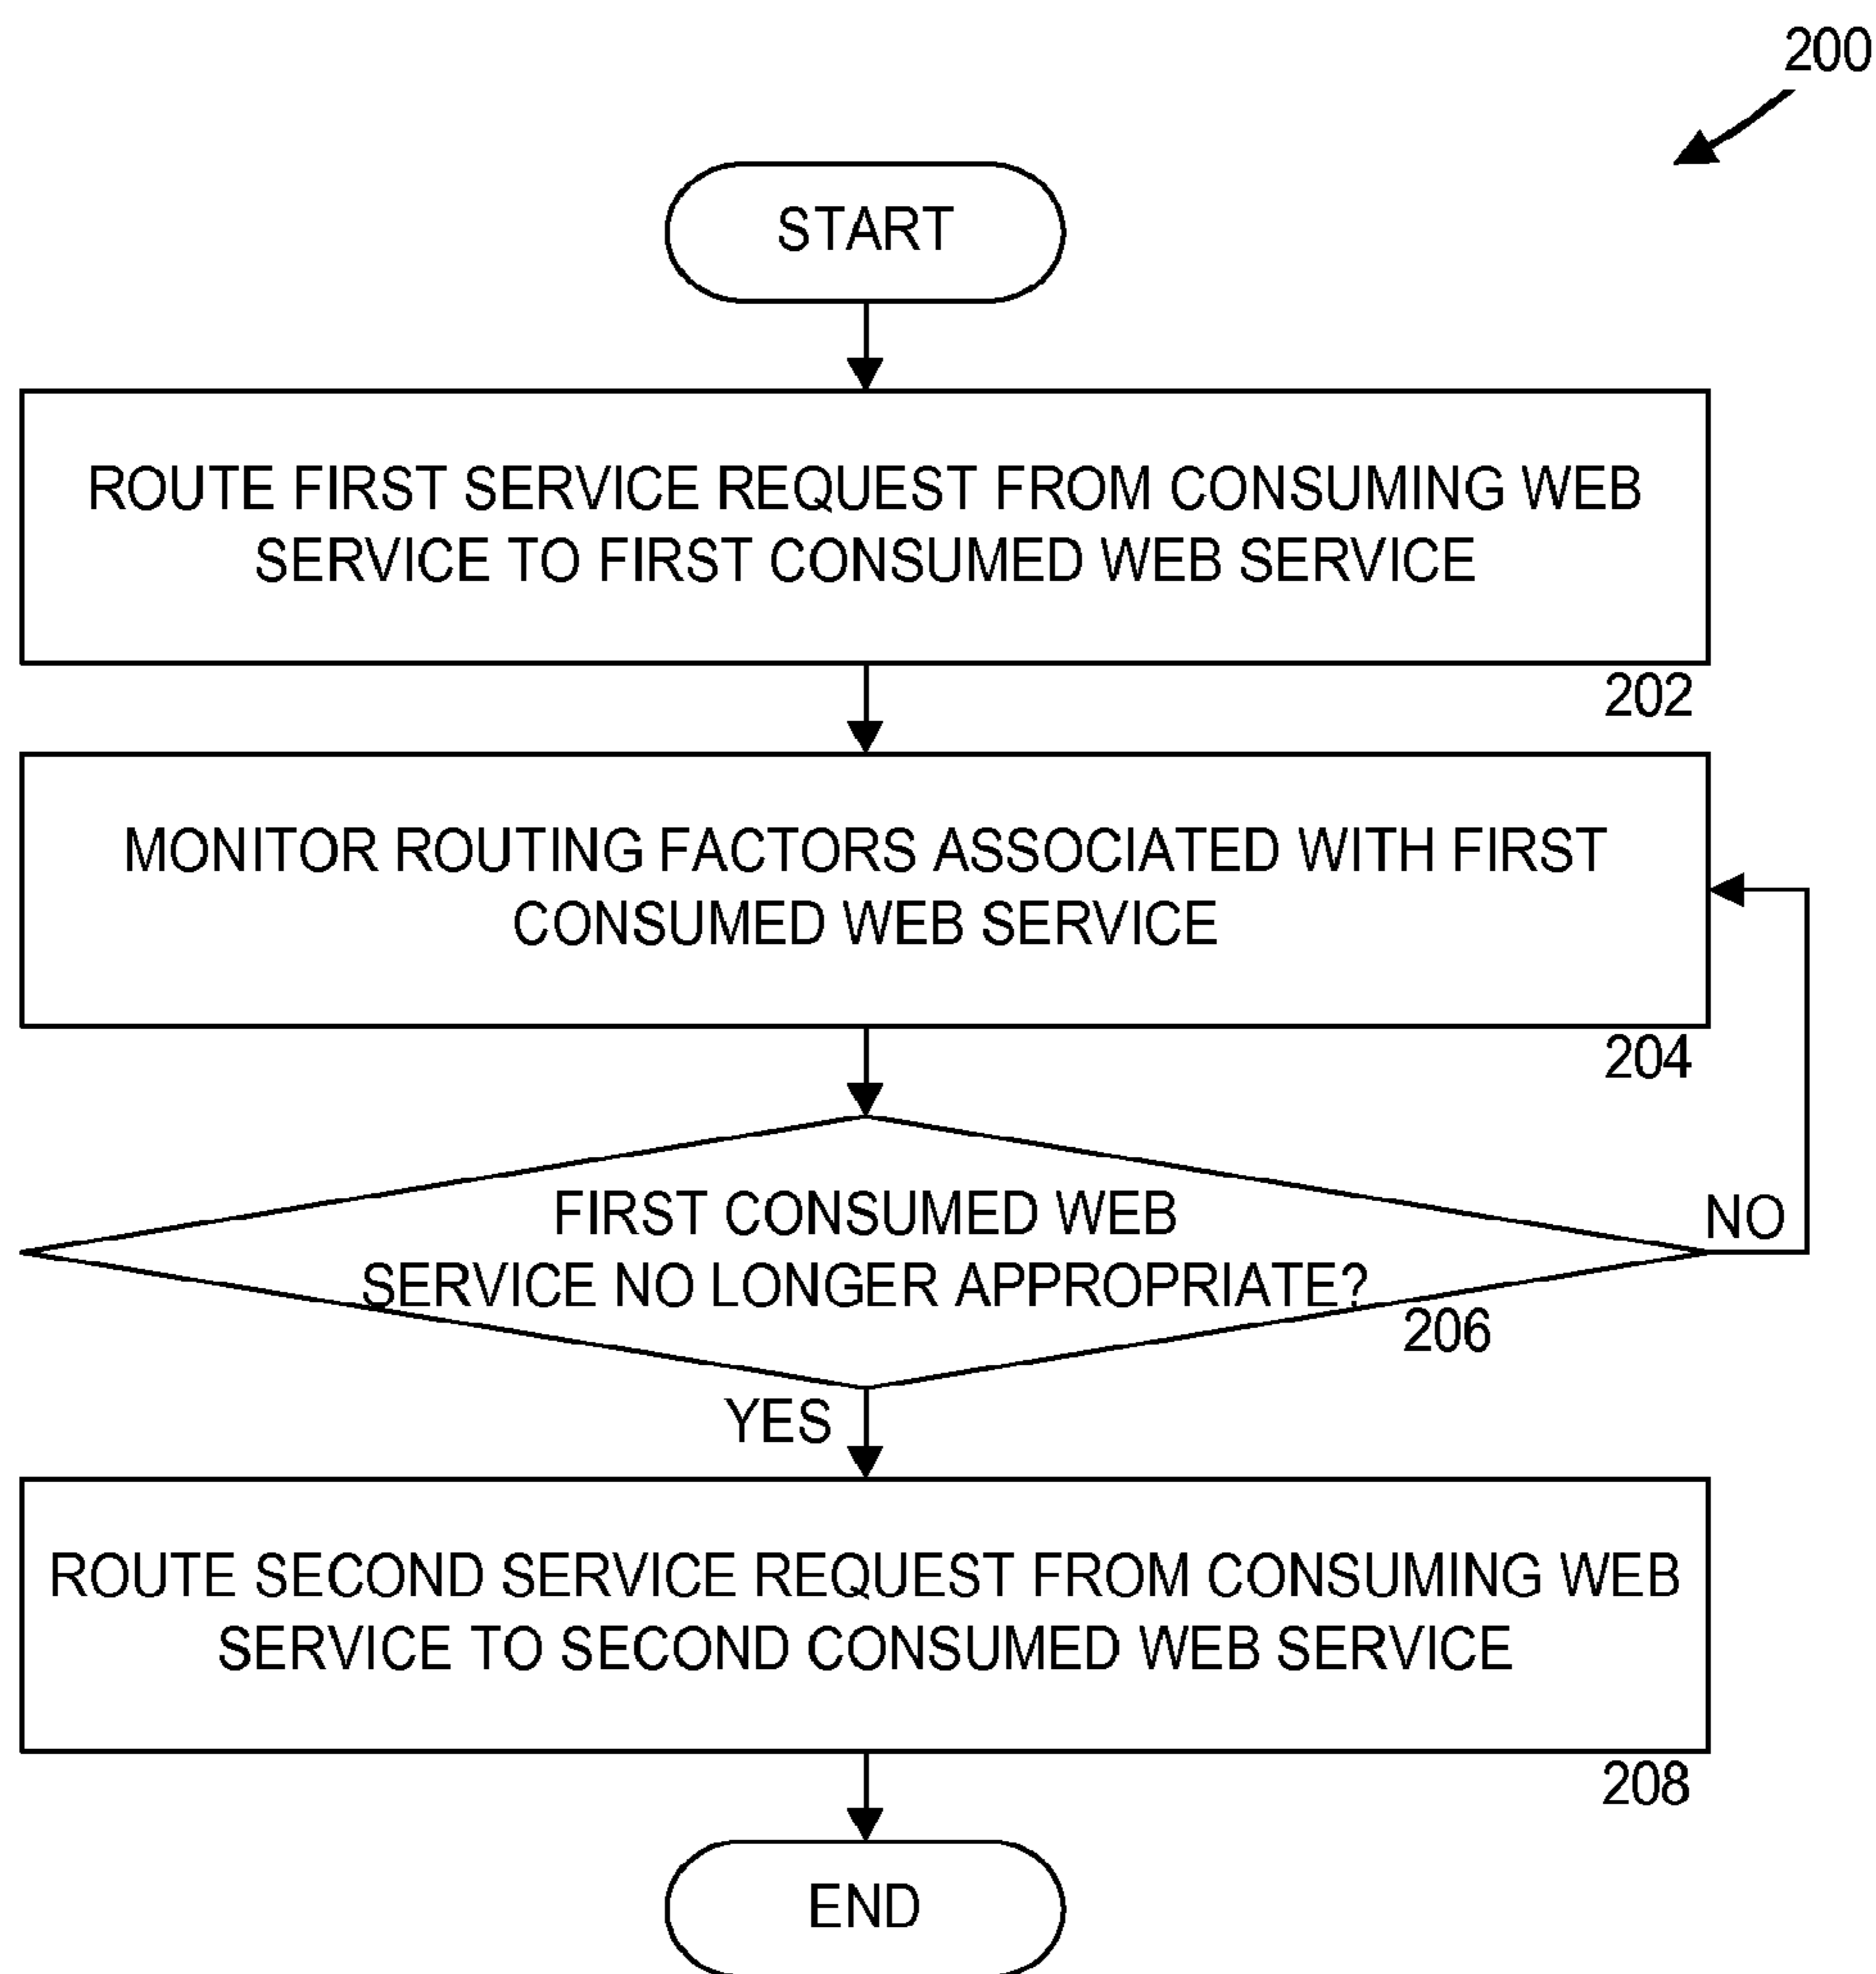 200
START
ROUTE FIRST SERVICE REQUEST FROM CONSUMING WEB
SERVICE TO FIRST CONSUMED WEB SERVICE
202
MONITOR ROUTING FACTORS ASSOCIATED WITH FIRST
CONSUMED WEB SERVICE
204
FIRST CONSUMED WEB
SERVICE NO LONGER APPROPRIATE?
NO
206
YES
ROUTE SECOND SERVICE REQUEST FROM CONSUMING WEB
SERVICE TO SECOND CONSUMED WEB SERVICE
208
END